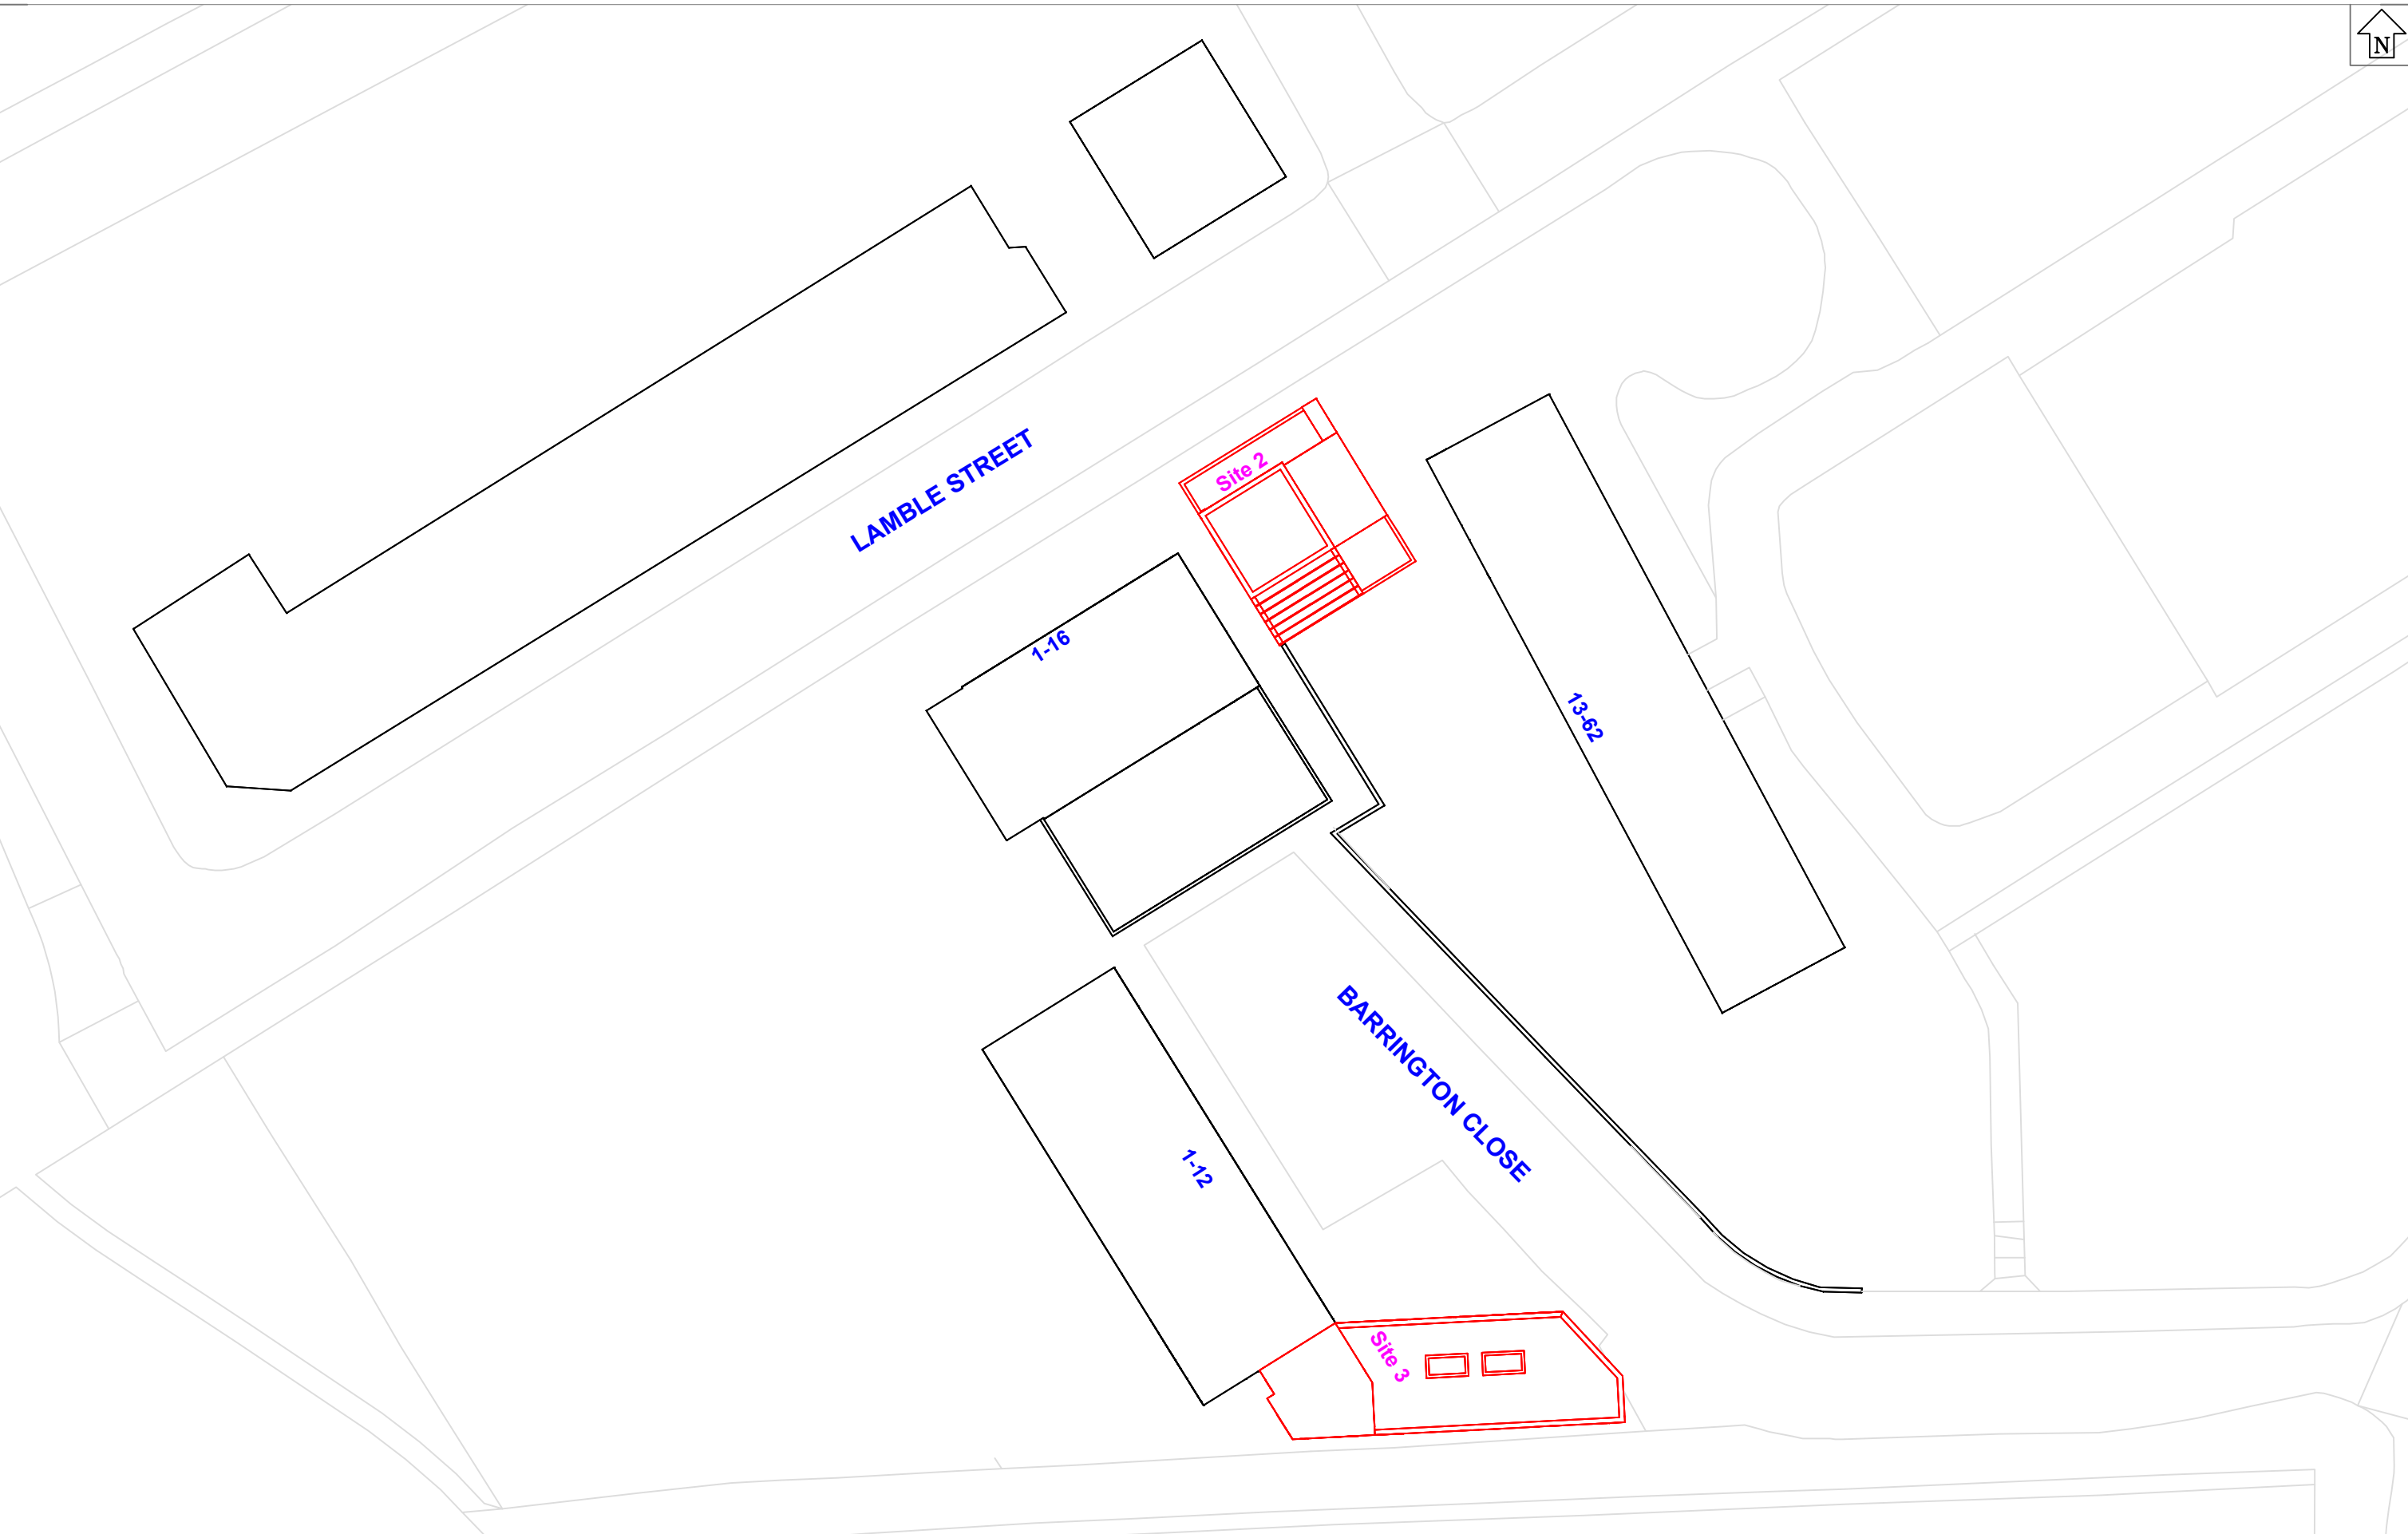 N
LAMBLE STREET
Site 2
1-16
13-62
BARRINGTON CLOSE
1-12
Site 3